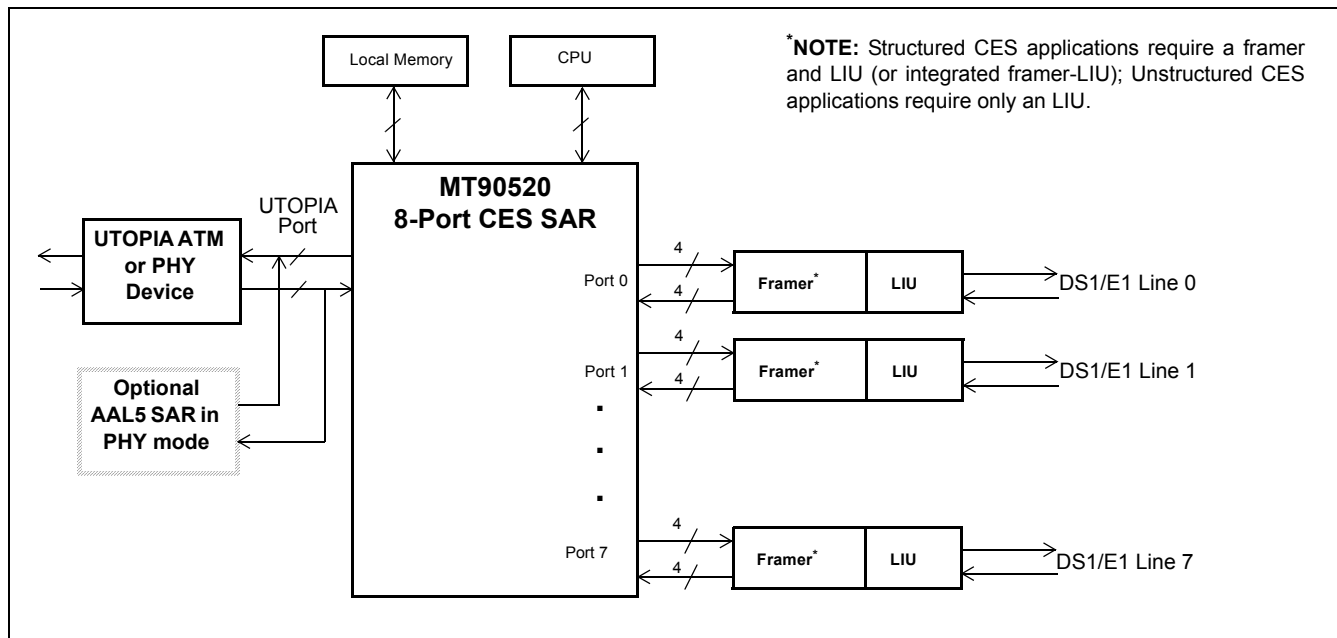 Local Memory
CPU
*NOTE: Structured CES applications require a framer
and LIU (or integrated framer-LIU); Unstructured CES
applications require only an LIU.
MT90520
8-Port CES SAR
UTOPIA
Port
UTOPIA ATM
or PHY
Device
Optional
AAL5 SAR in
PHY mode
Port 0
4
4
Framer*
LIU
DS1/E1 Line 0
Port 1
4
4
Framer*
LIU
DS1/E1 Line 1
Port 7
4
4
Framer*
LIU
DS1/E1 Line 7